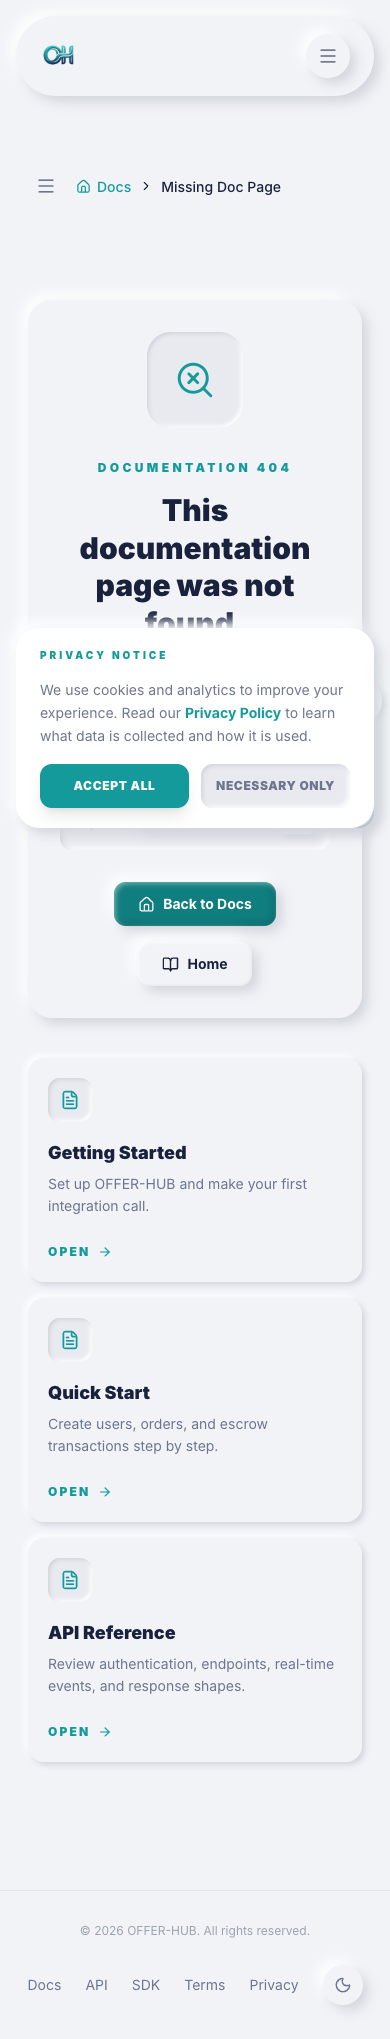 OH
Docs > Missing Doc Page
DOCUMENTATION 404
This
documentation
page was not
found
PRIVACY NOTICE
We use cookies and analytics to improve your
experience. Read our Privacy Policy to learn
what data is collected and how it is used.
ACCEPT ALL
NECESSARY ONLY
Back to Docs
Home
Getting Started
Set up OFFER-HUB and make your first
integration call.
OPEN →
Quick Start
Create users, orders, and escrow
transactions step by step.
OPEN →
API Reference
Review authentication, endpoints, real-time
events, and response shapes.
OPEN →
© 2026 OFFER-HUB. All rights reserved.
Docs API SDK Terms Privacy